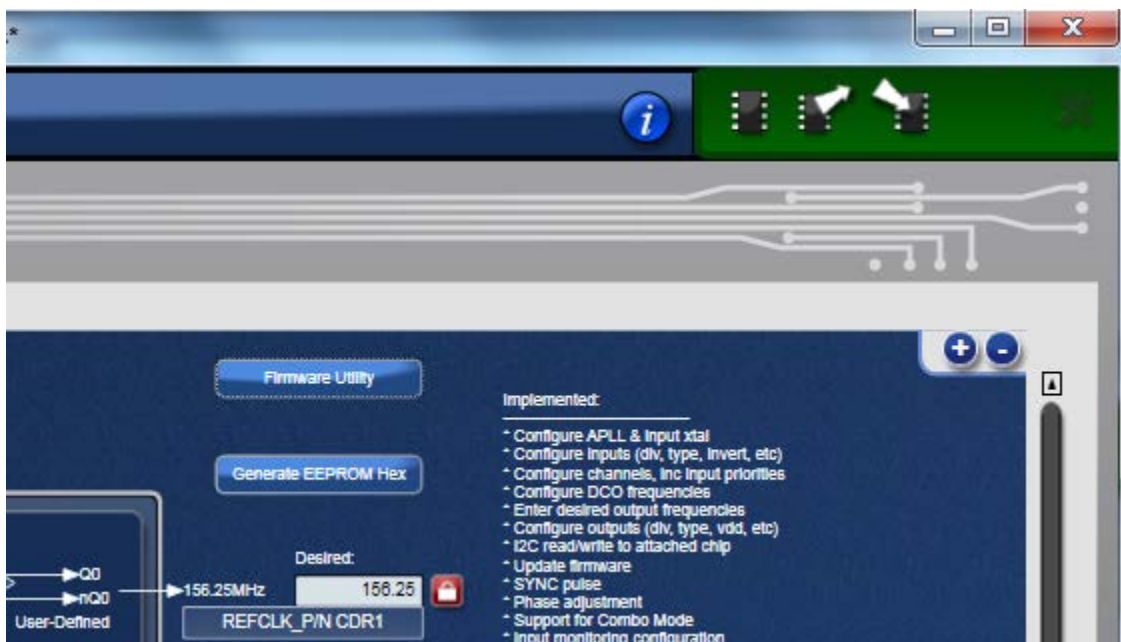 .*
i
X
+ -
Firmware Utility
Implemented:
* Configure APLL & Input xtal
* Configure Inputs (div, type, Invert, etc)
Generate EEPROM Hex
* Configure channels, Inc Input priorities
* Configure DCO frequencies
* Enter desired output frequencies
* Configure outputs (div, type, vdd, etc)
* I2C read/write to attached chip
Desired:
* Update firmware
Q0
156.25MHz
156.25
* SYNC pulse
nQ0
* Phase adjustment
User-Defined
REFCLK_P/N CDR1
* Support for Combo Mode
* Input monitoring configuration